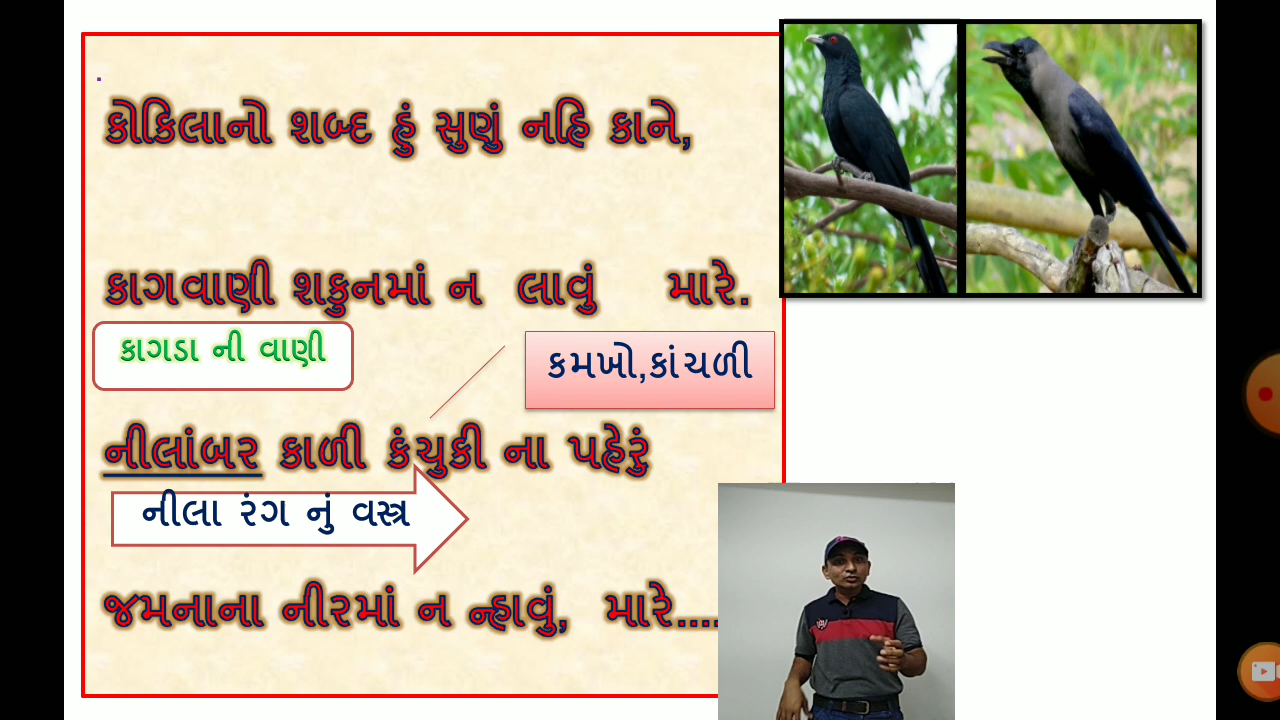 કોકિલાનો શબ્દ હું સુણું નહિ કાને,
કાગવાણી શકુનમાં ન લાવું મારે.
કાગડા ની વાણી
કમખો,કાંચળી
નીલાંબર કાળી કંચુકી ના પહેરું
નીલા રંગ નું વસ્ત્ર
જમનાના નીરમાં ન ન્હાવું, મારે....